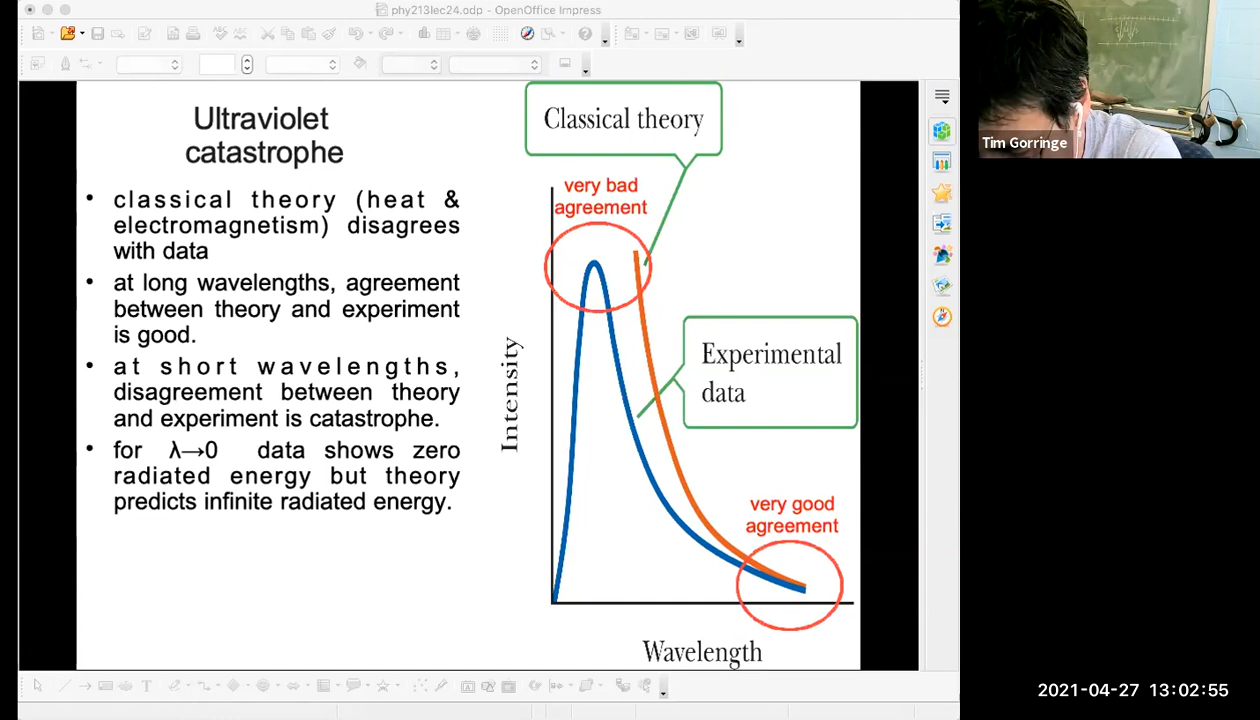 phy213lec24.odp - OpenOffice Impress
Ultraviolet
catastrophe
• classical theory (heat &
electromagnetism) disagrees
with data
• at long wavelengths, agreement
between theory and experiment
is good.
• at short wavelengths,
disagreement between theory
and experiment is catastrophe.
• for λ→0 data shows zero
radiated energy but theory
predicts infinite radiated energy.
Classical theory
very bad
agreement
Experimental
data
very good
agreement
Intensity
Wavelength
Tim Gorringe
2021-04-27 13:02:55